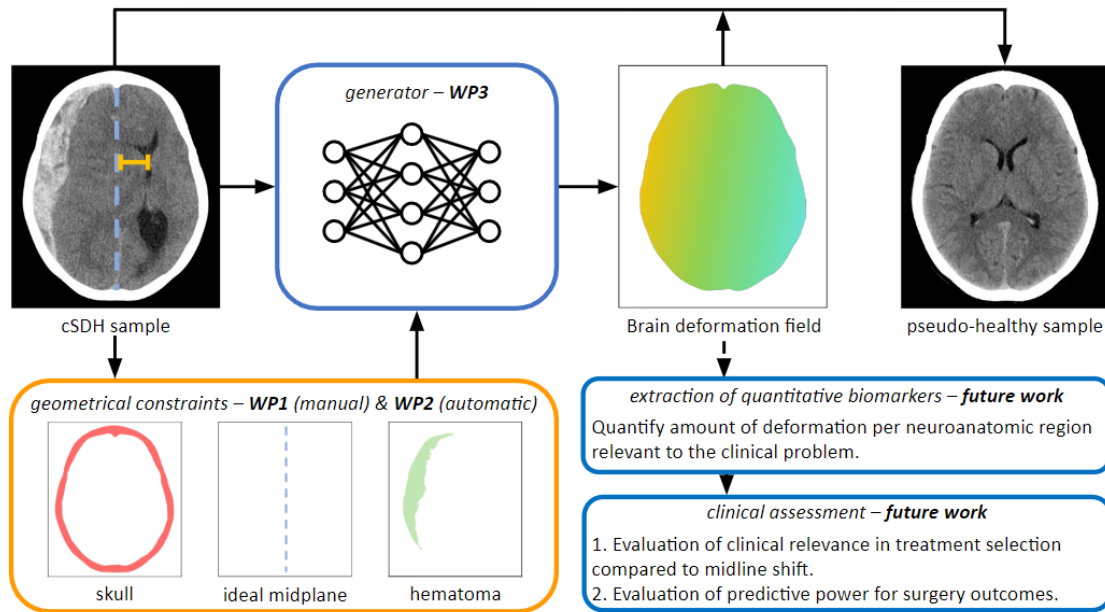 generator – WP3
cSDH sample
Brain deformation field
pseudo-healthy sample
geometrical constraints – WP1 (manual) & WP2 (automatic)
skull
ideal midplane
hematoma
extraction of quantitative biomarkers – future work
Quantify amount of deformation per neuroanatomic region
relevant to the clinical problem.
clinical assessment – future work
1. Evaluation of clinical relevance in treatment selection
compared to midline shift.
2. Evaluation of predictive power for surgery outcomes.